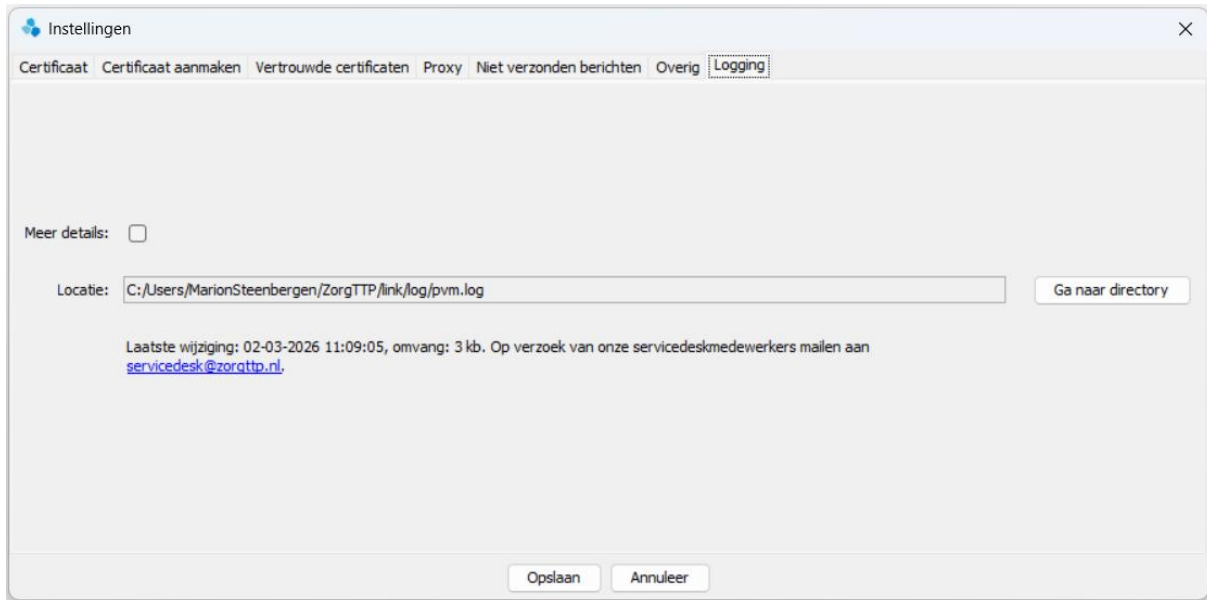 Instellingen
Certificaat Certificaat aanmaken Vertrouwde certificaten Proxy Niet verzonden berichten Overig Logging
Meer details:
Locatie: C:/Users/MarionSteenbergen/ZorgTTP/link/log/pvm.log Ga naar directory
Laatste wijziging: 02-03-2026 11:09:05, omvang: 3 kb. Op verzoek van onze servicedeskmedewerkers mailen aan
servicedesk@zorgttp.nl.
Opslaan Annuleer